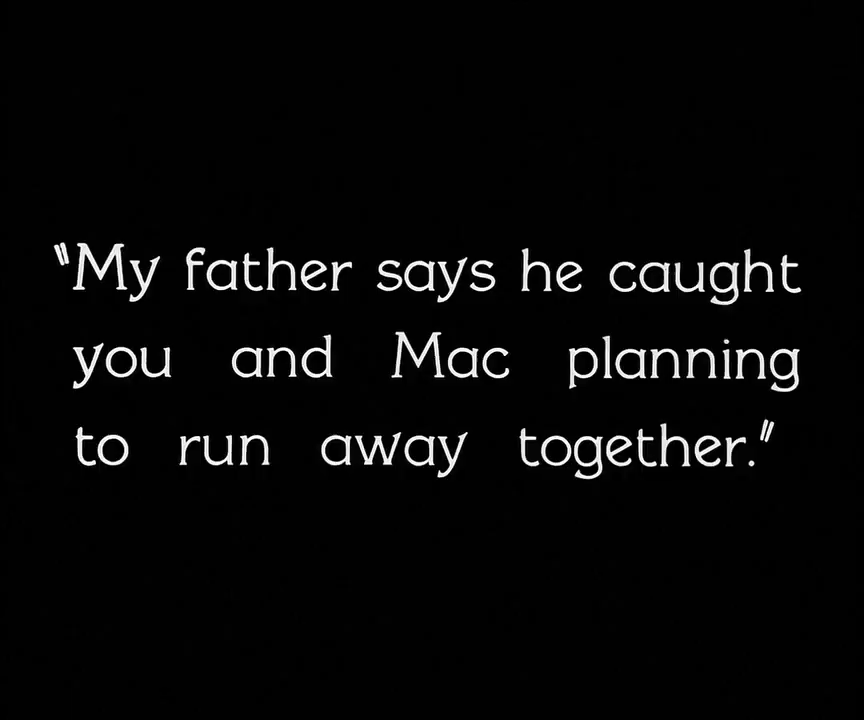 "My father says he caught
you and Mac planning
to run away together."